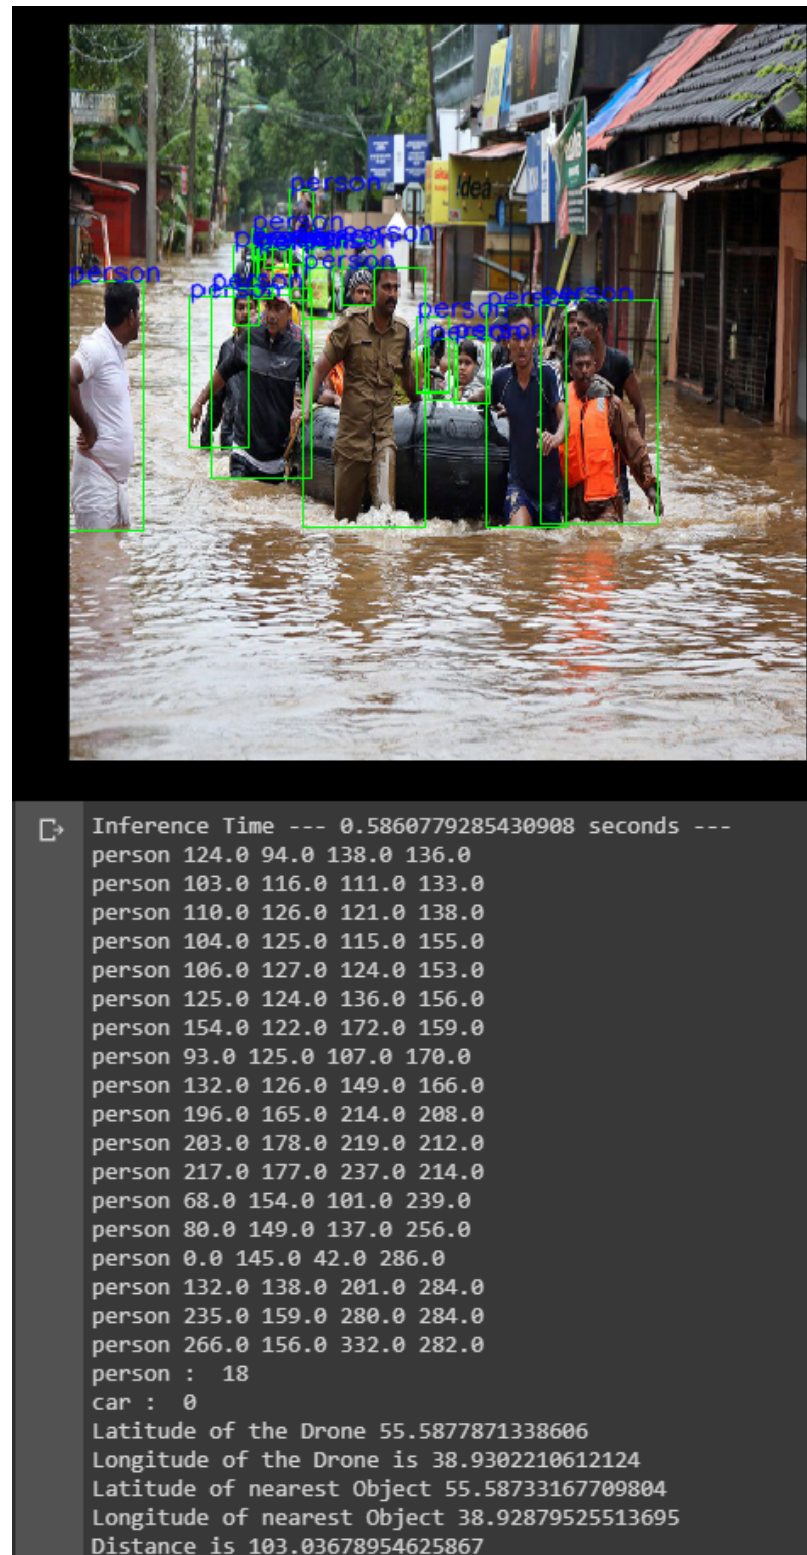 person
person
person
person
person
person
person
person
person
person
person
person
Idea
Inference Time --- 0.5860779285430908 seconds ---
person 124.0 94.0 138.0 136.0
person 103.0 116.0 111.0 133.0
person 110.0 126.0 121.0 138.0
person 104.0 125.0 115.0 155.0
person 106.0 127.0 124.0 153.0
person 125.0 124.0 136.0 156.0
person 154.0 122.0 172.0 159.0
person 93.0 125.0 107.0 170.0
person 132.0 126.0 149.0 166.0
person 196.0 165.0 214.0 208.0
person 203.0 178.0 219.0 212.0
person 217.0 177.0 237.0 214.0
person 68.0 154.0 101.0 239.0
person 80.0 149.0 137.0 256.0
person 0.0 145.0 42.0 286.0
person 132.0 138.0 201.0 284.0
person 235.0 159.0 280.0 284.0
person 266.0 156.0 332.0 282.0
person :  18
car :  0
Latitude of the Drone 55.5877871338606
Longitude of the Drone is 38.9302210612124
Latitude of nearest Object 55.58733167709804
Longitude of nearest Object 38.92879525513695
Distance is 103.03678954625867